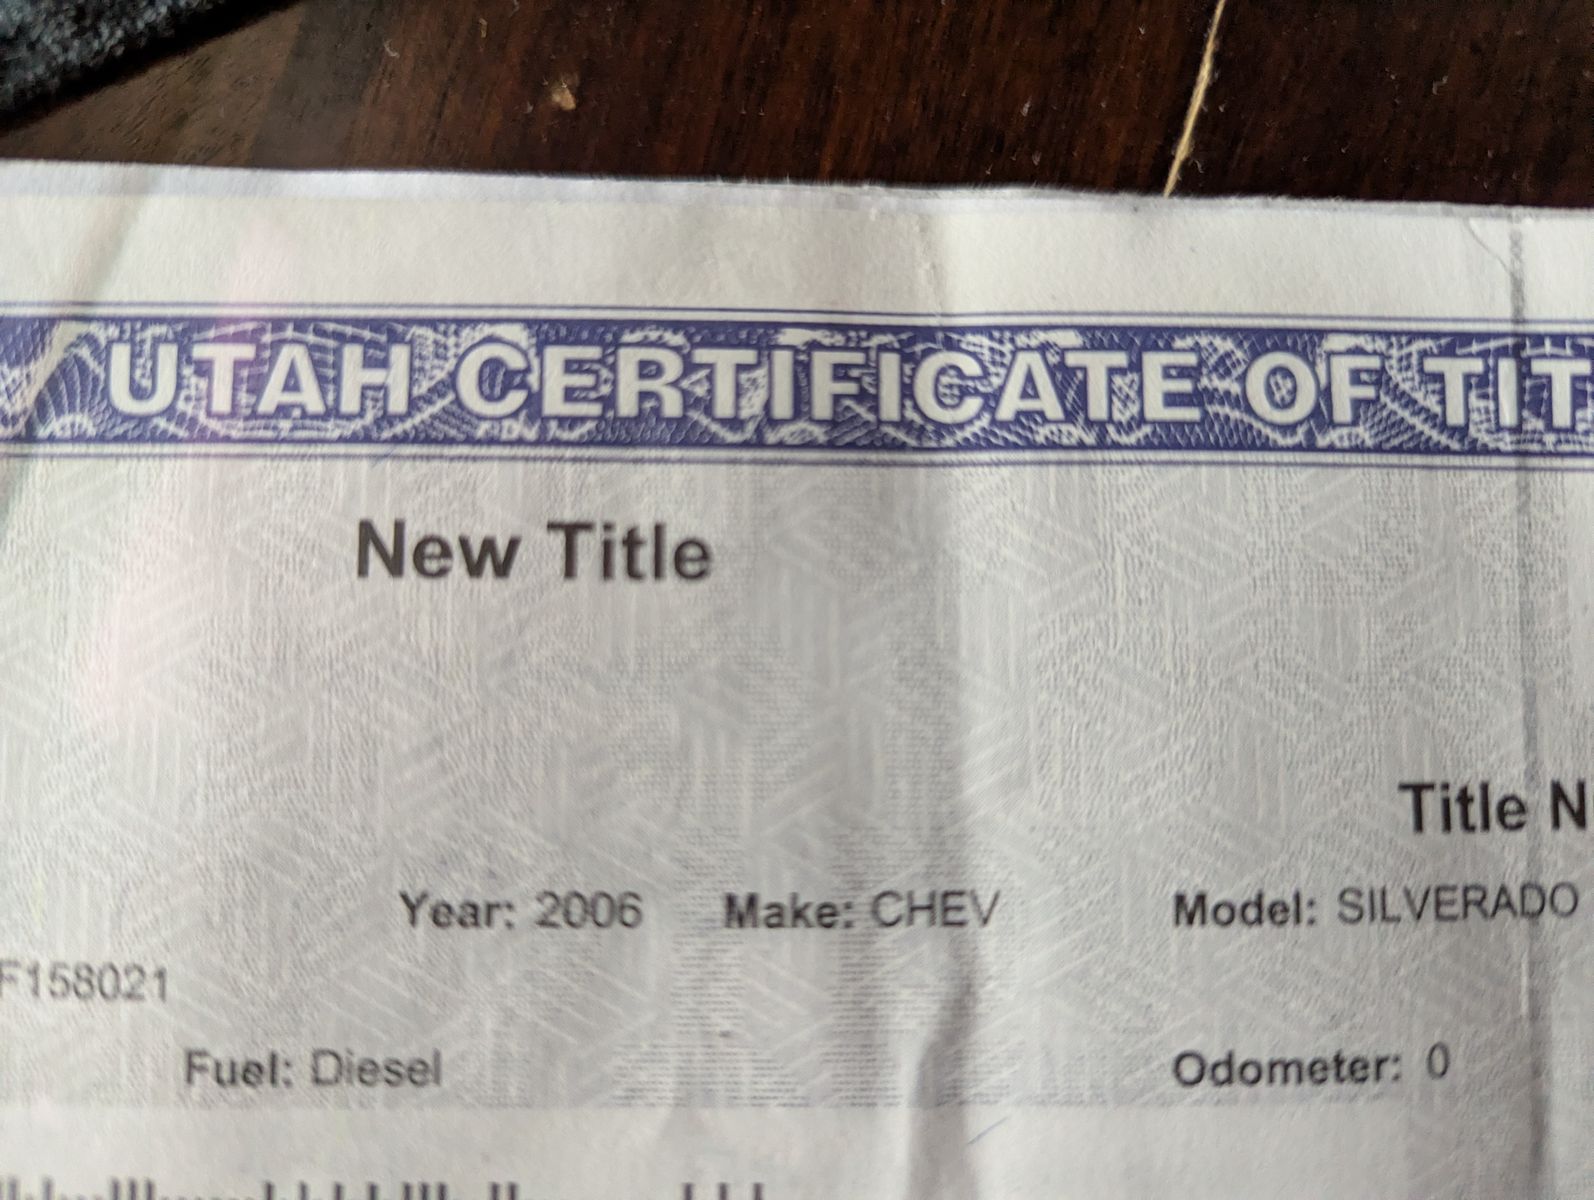 UTAH CERTIFICATE OF TIT
New Title
Title N
Year: 2006 Make: CHEV Model: SILVERADO
F158021
Fuel: Diesel Odometer: 0